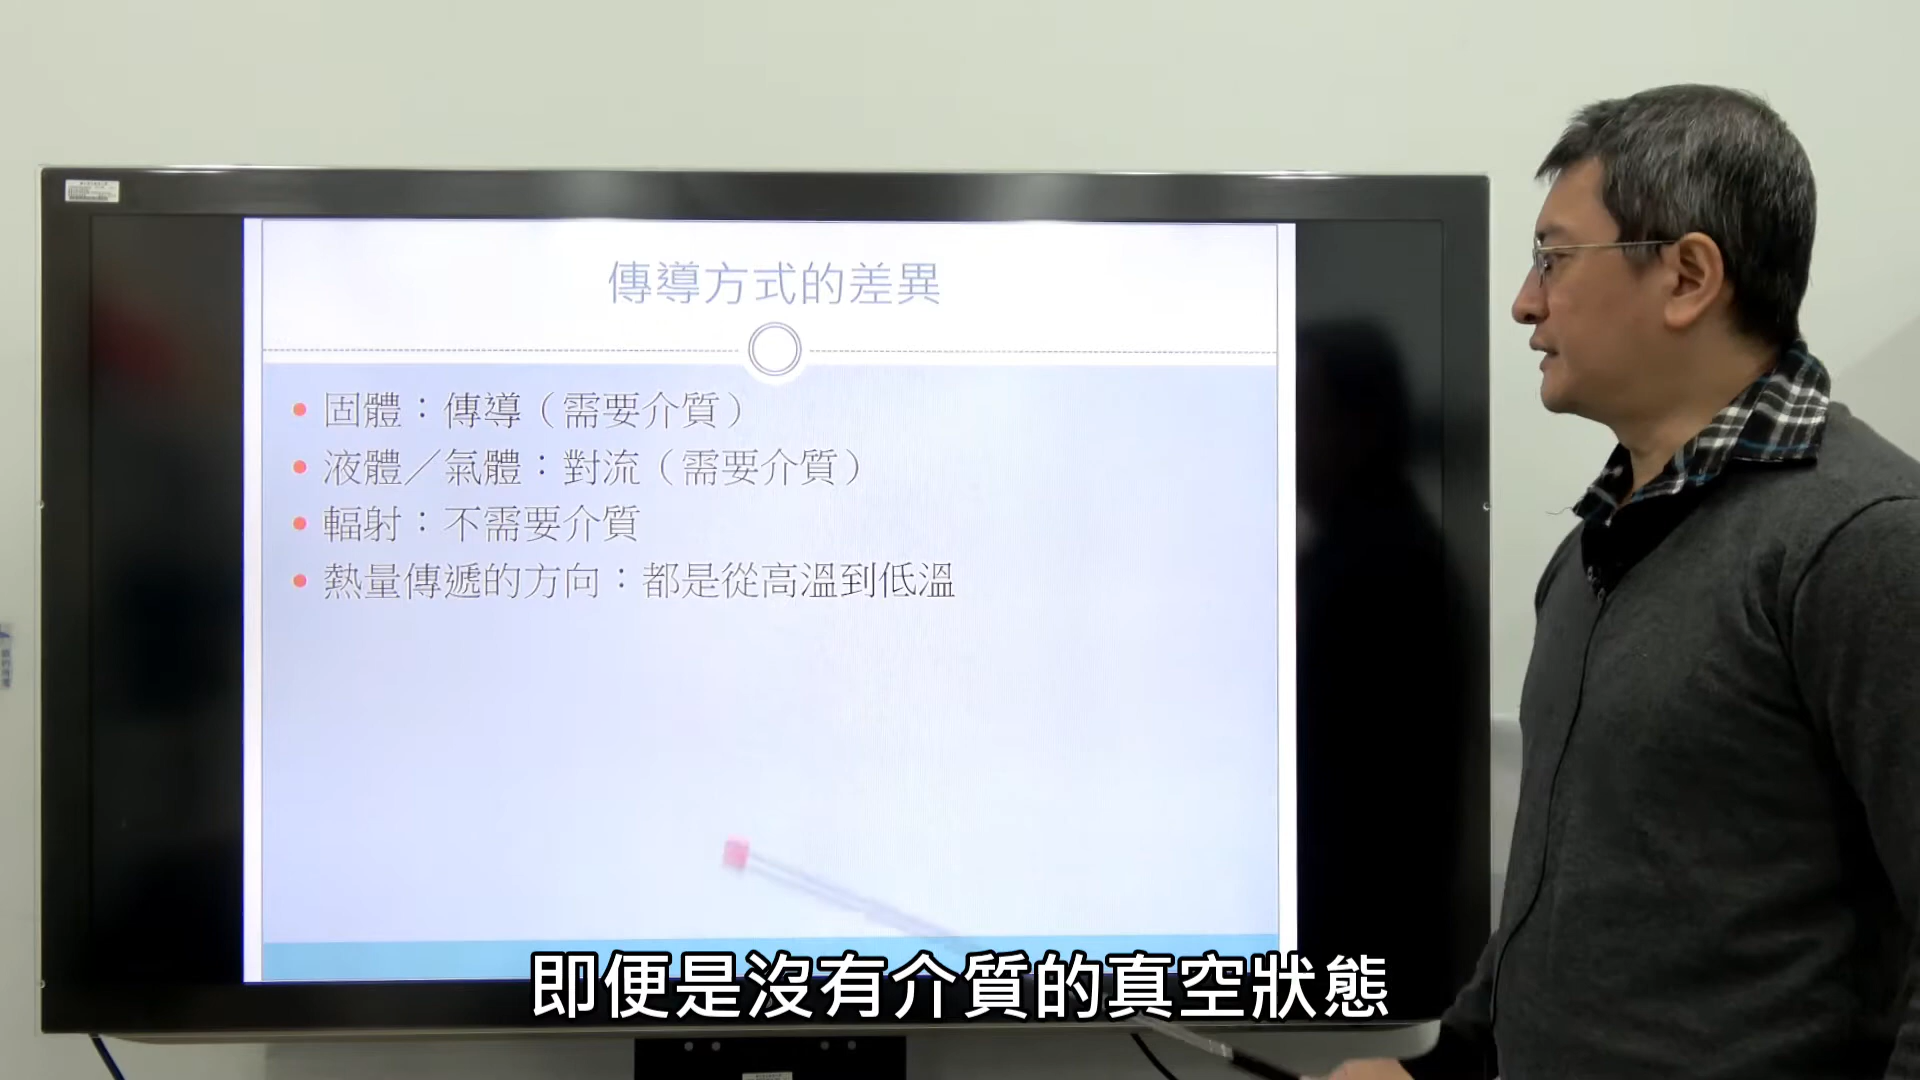 傳導方式的差異
固體：傳導（需要介質）
液體／氣體：對流（需要介質）
輻射：不需要介質
熱量傳遞的方向：都是從高溫到低溫
即便是沒有介質的真空狀態